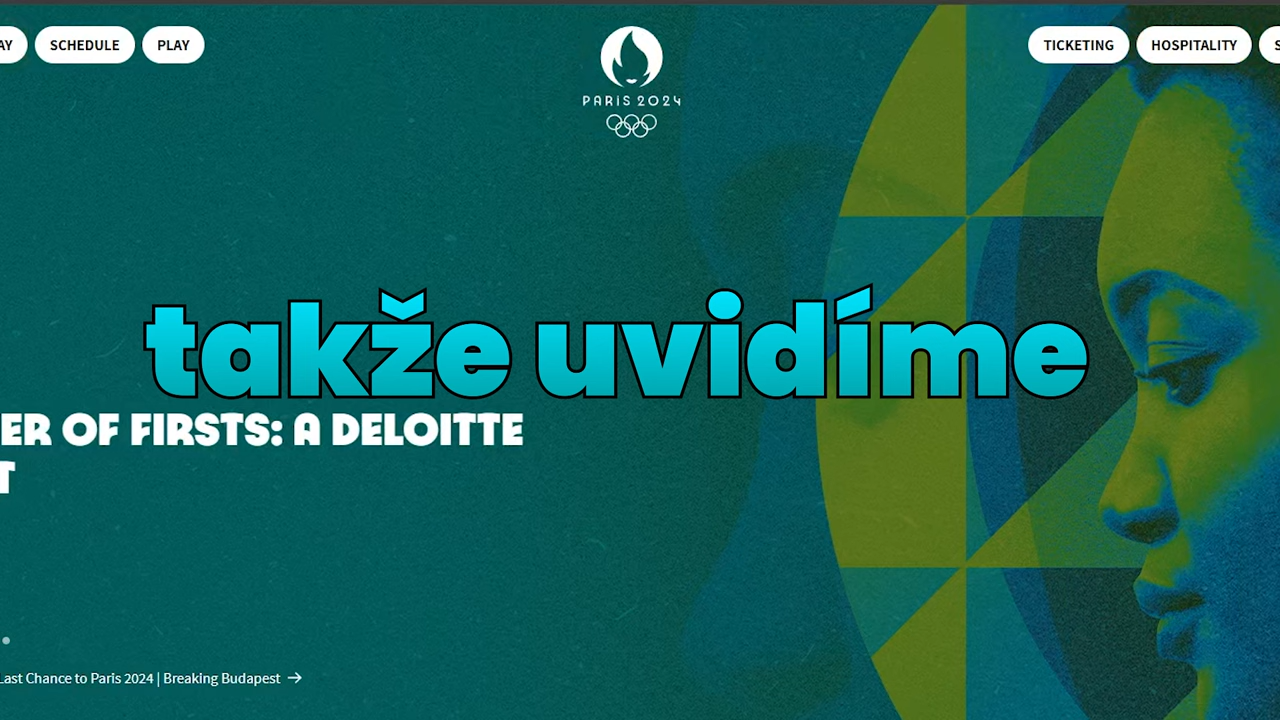 AY SCHEDULE PLAY TICKETING HOSPITALITY S
PARIS 2024
takže uvidíme
ER OF FIRSTS: A DELOITTE
T
Last Chance to Paris 2024 | Breaking Budapest →